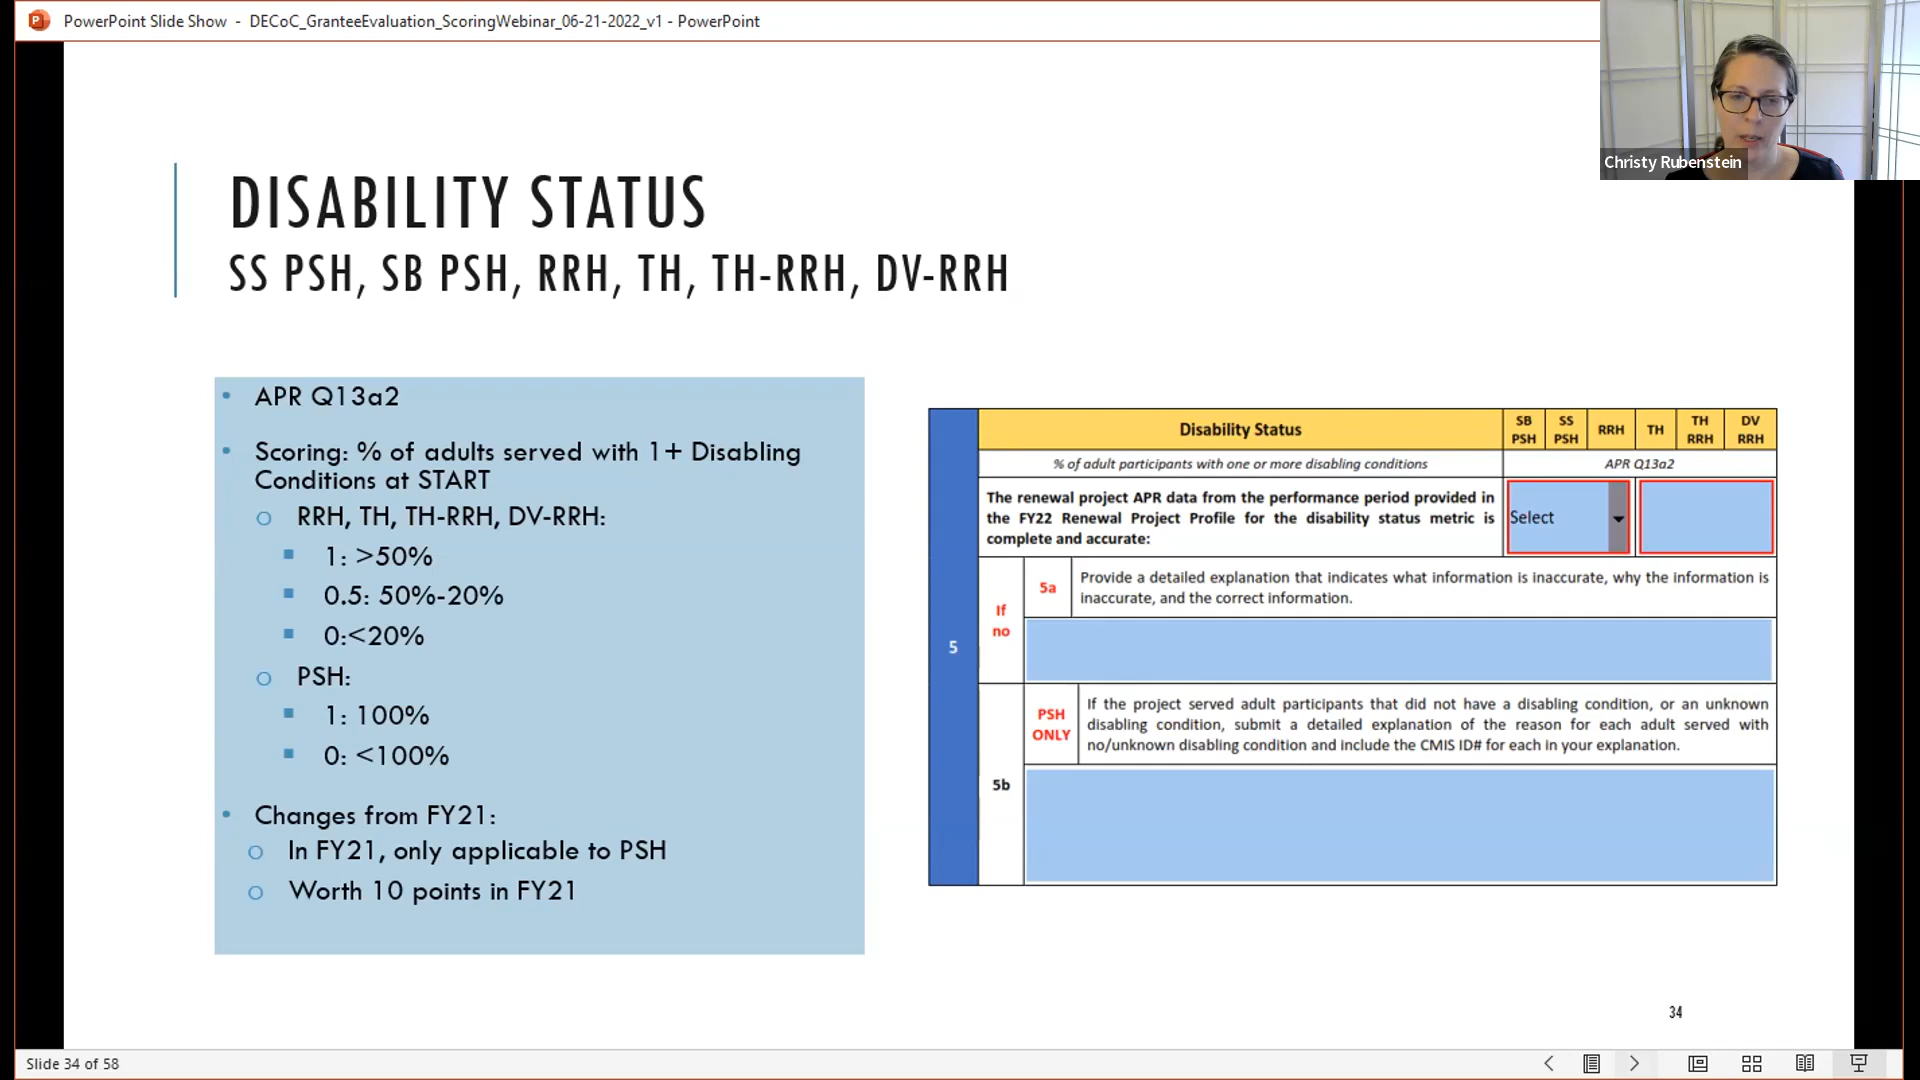 PowerPoint Slide Show - DECoC_GranteeEvaluation_ScoringWebinar_06-21-2022_v1 - PowerPoint
Christy Rubenstein
DISABILITY STATUS
SS PSH, SB PSH, RRH, TH, TH-RRH, DV-RRH
• APR Q13a2
• Scoring: % of adults served with 1+ Disabling
Conditions at START
o RRH, TH, TH-RRH, DV-RRH:
▪ 1: >50%
▪ 0.5: 50%-20%
▪ 0:<20%
o PSH:
▪ 1: 100%
▪ 0: <100%
• Changes from FY21:
o In FY21, only applicable to PSH
o Worth 10 points in FY21
5
Disability Status
SB
PSH
SS
PSH
RRH
TH
TH
RRH
DV
RRH
% of adult participants with one or more disabling conditions
APR Q13a2
The renewal project APR data from the performance period provided in
the FY22 Renewal Project Profile for the disability status metric is
complete and accurate:
Select
If
no
5a
Provide a detailed explanation that indicates what information is inaccurate, why the information is
inaccurate, and the correct information.
5b
PSH
ONLY
If the project served adult participants that did not have a disabling condition, or an unknown
disabling condition, submit a detailed explanation of the reason for each adult served with
no/unknown disabling condition and include the CMIS ID# for each in your explanation.
34
Slide 34 of 58